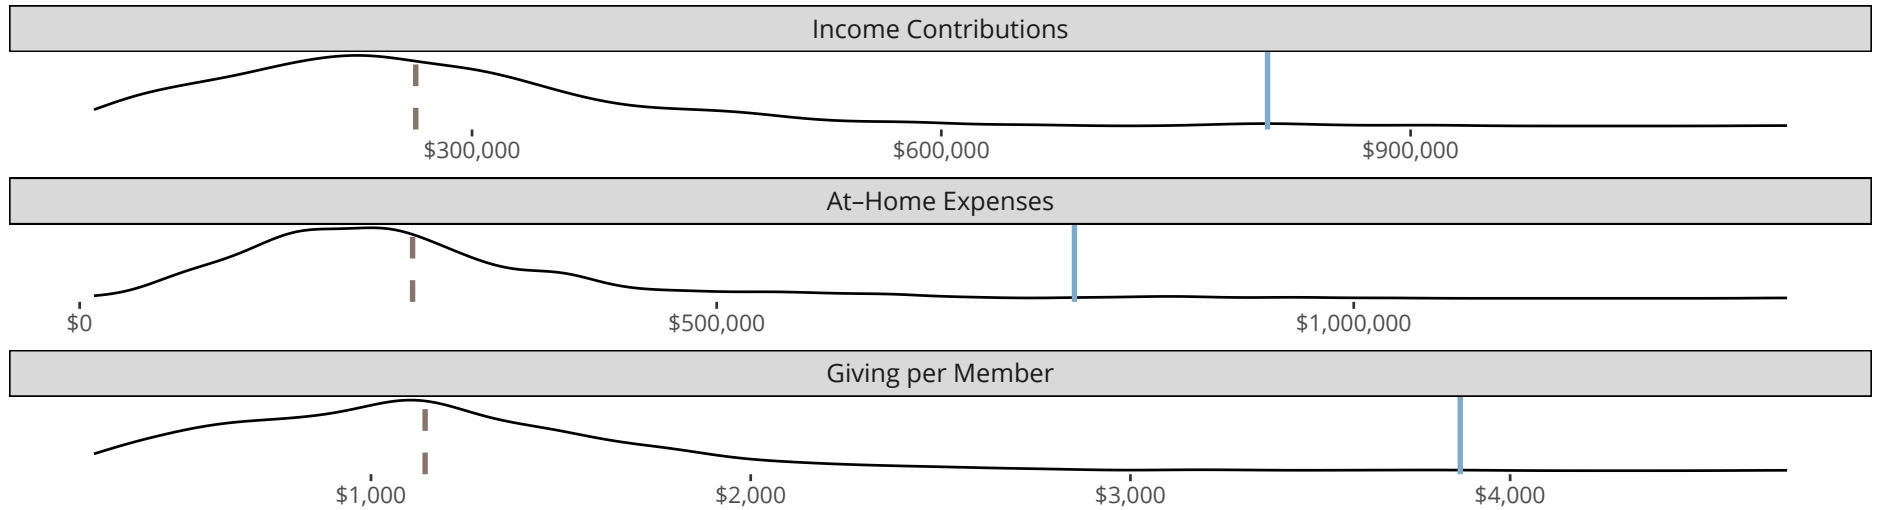 Income Contributions
$300,000 $600,000 $900,000
At–Home Expenses
$0 $500,000 $1,000,000
Giving per Member
$1,000 $2,000 $3,000 $4,000